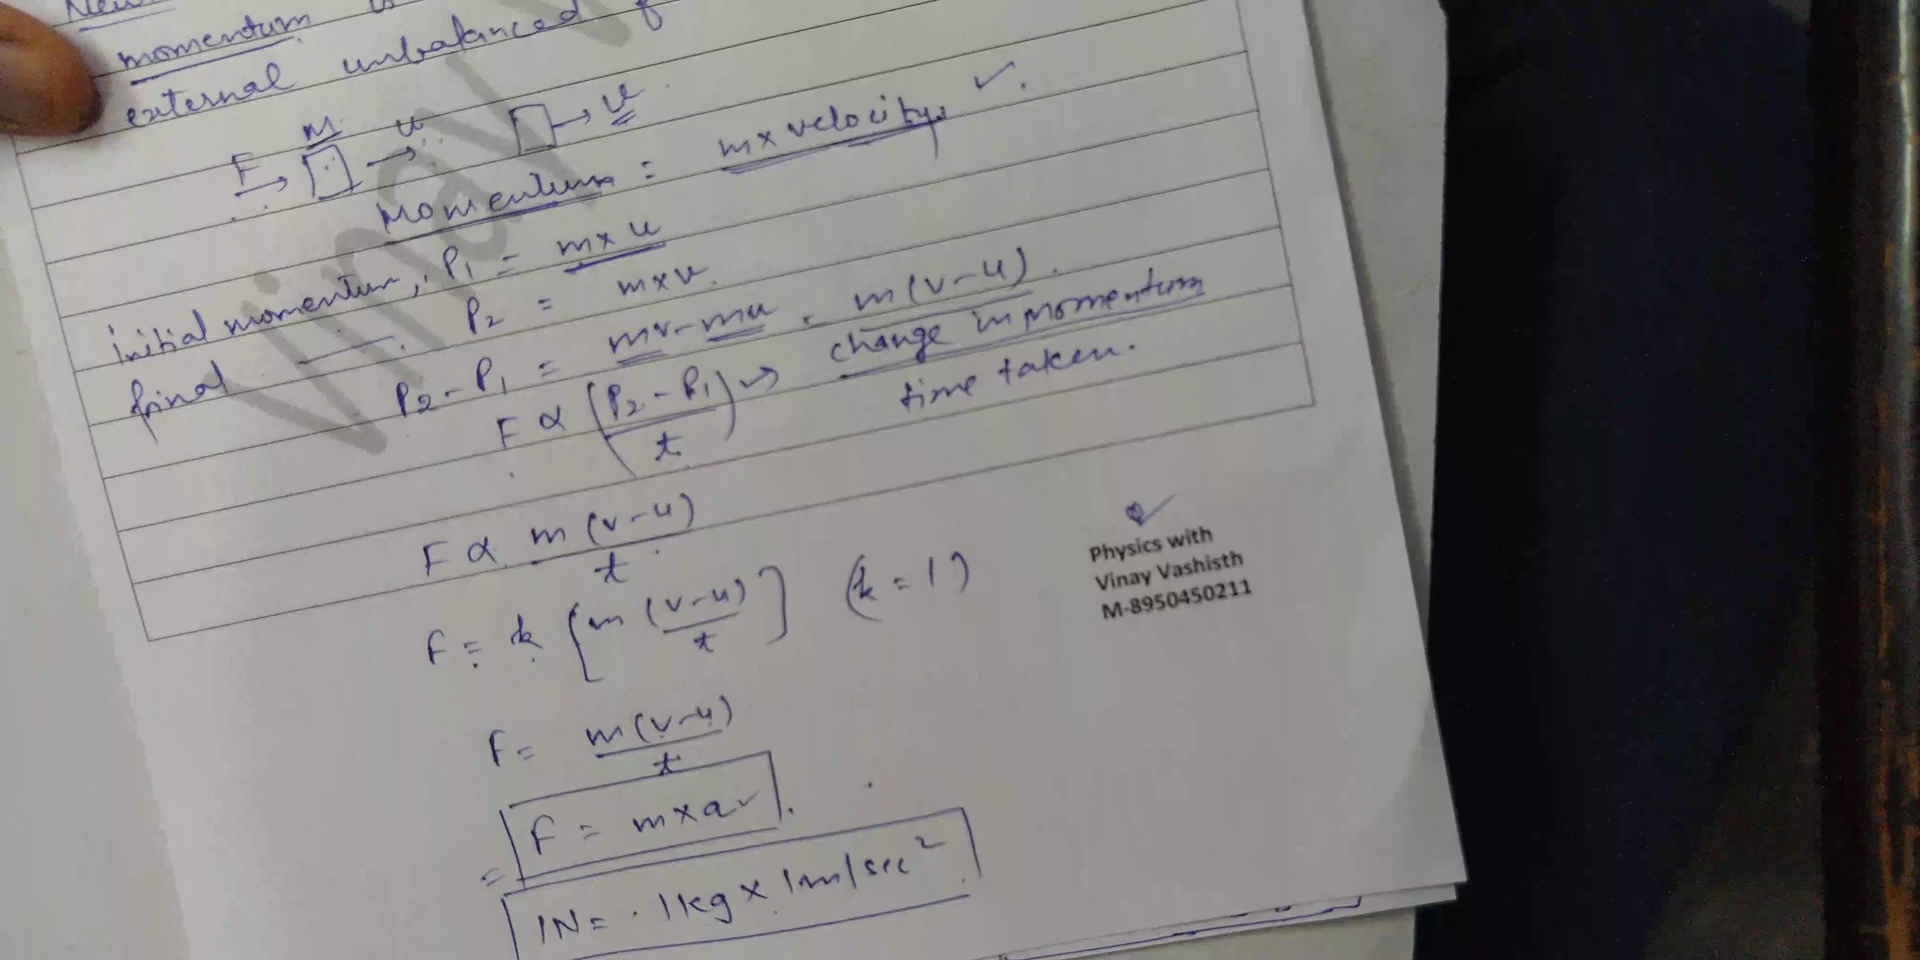 momentum
external unbalanced f
F M u v
Momentum = m x velocity. ✓.
initial momentum, P1 = m x u
final ——. P2 = m x v.
P2 - P1 = mv - mu . m(v-u).
F ∝ (P2 - P1 / t) → change in momentum / time taken.
F ∝ m (v-u) / t
F = k [m (v-u) / t] (k = 1)
F = m(v-u) / t
= F = m x a ✓.
1N = . 1kg x 1m/sec²
Physics with
Vinay Vashisth
M-8950450211
Vinay